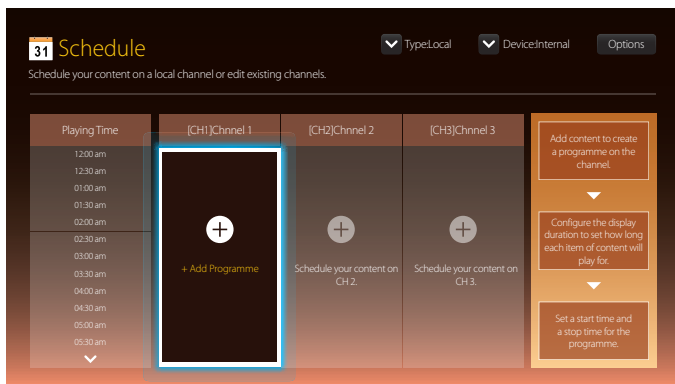 31 Schedule
Type:Local
Device:Internal
Options
Schedule your content on a local channel or edit existing channels.
Playing Time
[CH1]Chnnel 1
[CH2]Chnnel 2
[CH3]Chnnel 3
12:00 am
12:30 am
01:00 am
01:30 am
02:00 am
02:30 am
03:00 am
03:30 am
04:00 am
04:30 am
05:00 am
05:30 am
+ Add Programme
Schedule your content on
CH 2.
Schedule your content on
CH 3.
Add content to create
a programme on the
channel.
Configure the display
duration to set how long
each item of content will
play for.
Set a start time and
a stop time for the
programme.